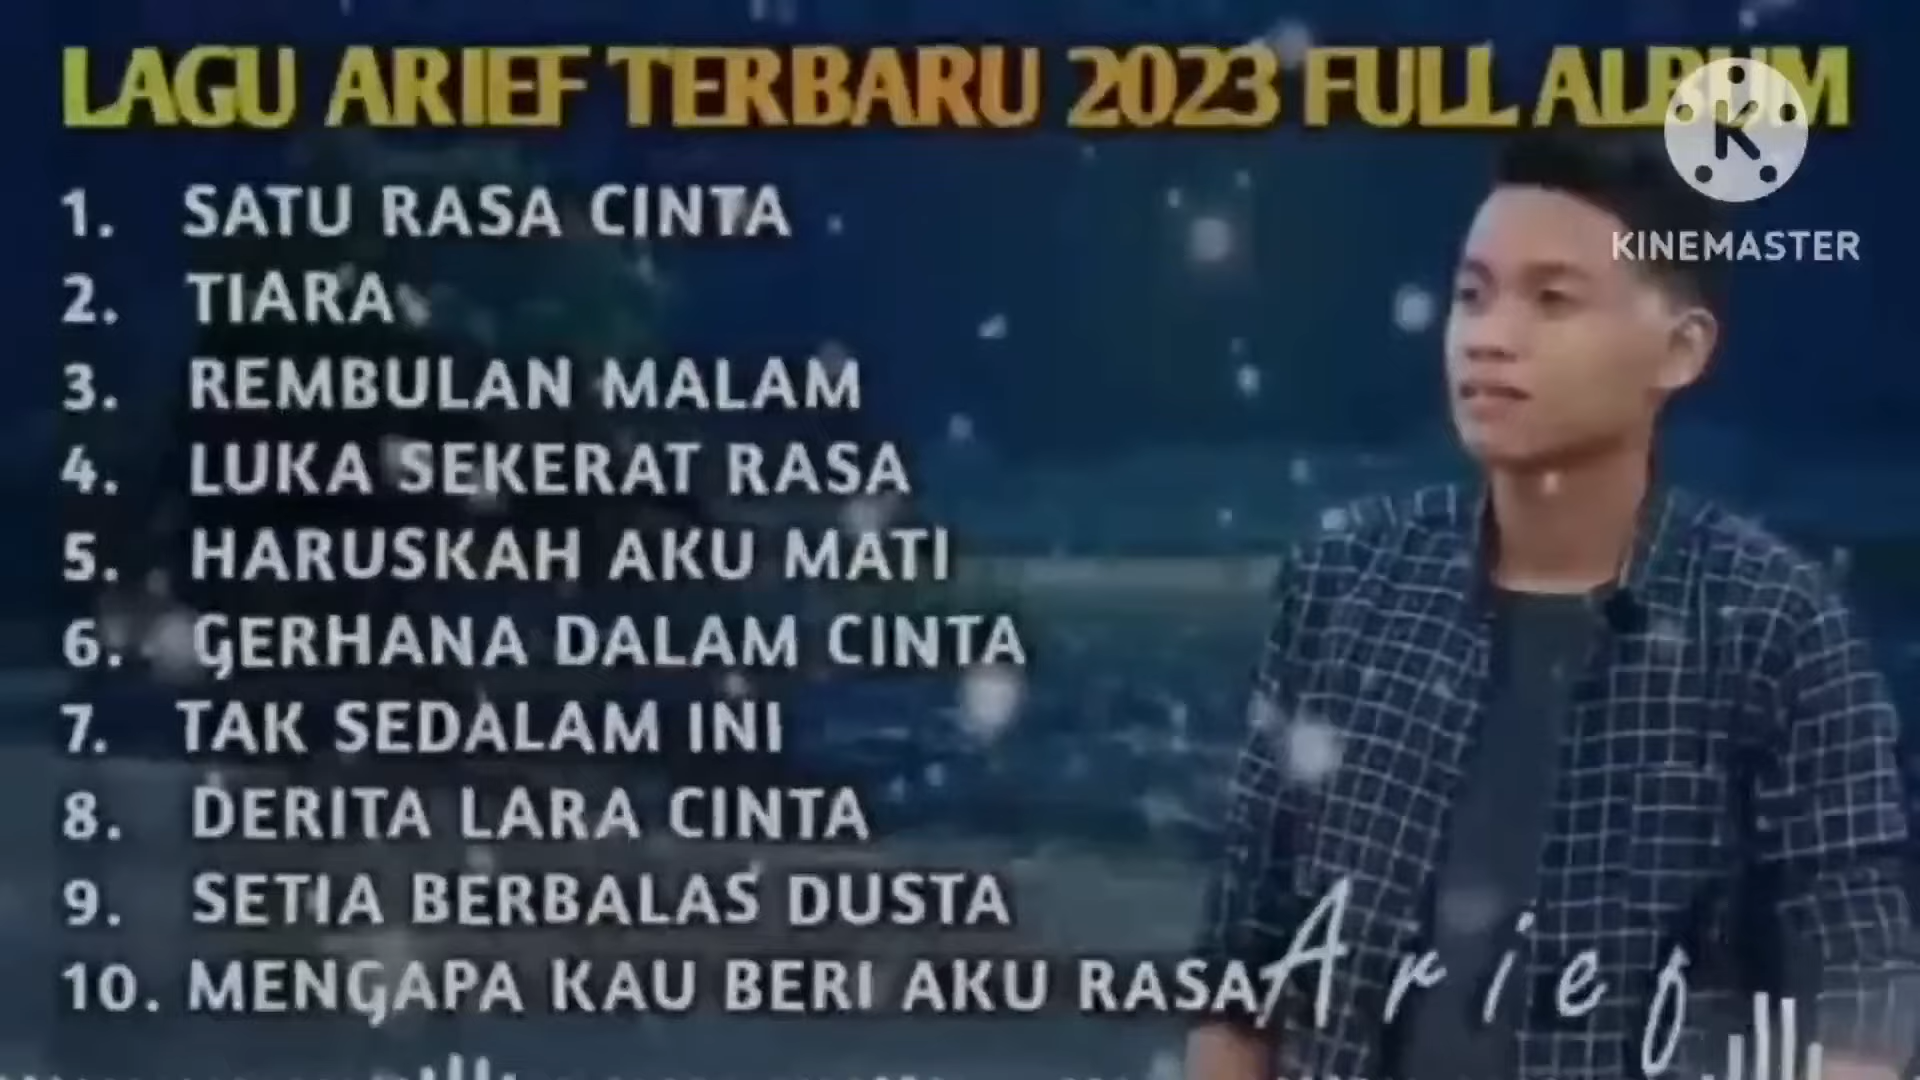 LAGU ARIEF TERBARU 2023 FULL ALBUM
K
KINEMASTER
1. SATU RASA CINTA
2. TIARA
3. REMBULAN MALAM
4. LUKA SEKERAT RASA
5. HARUSKAH AKU MATI
6. GERHANA DALAM CINTA
7. TAK SEDALAM INI
8. DERITA LARA CINTA
9. SETIA BERBALAS DUSTA
10. MENGAPA KAU BERI AKU RASA
Arief